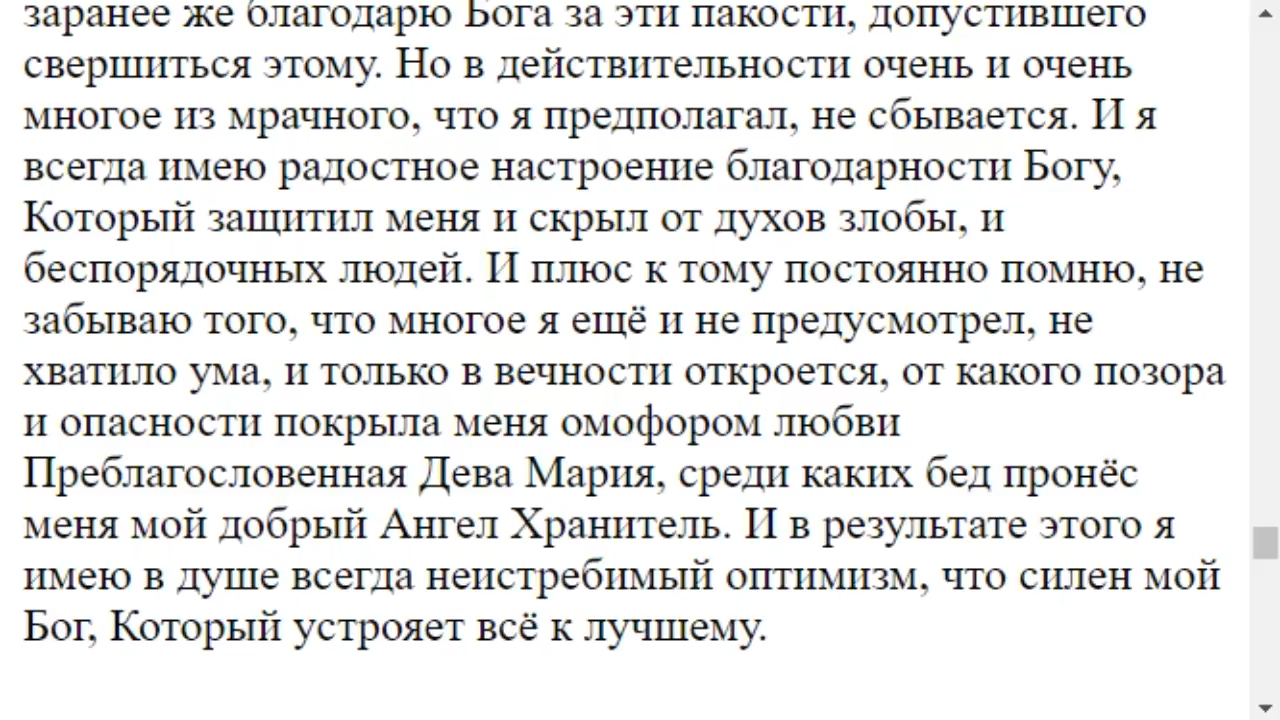 заранее же благодарю Бога за эти пакости, допустившего
свершиться этому. Но в действительности очень и очень
многое из мрачного, что я предполагал, не сбывается. И я
всегда имею радостное настроение благодарности Богу,
Который защитил меня и скрыл от духов злобы, и
беспорядочных людей. И плюс к тому постоянно помню, не
забываю того, что многое я ещё и не предусмотрел, не
хватило ума, и только в вечности откроется, от какого позора
и опасности покрыла меня омофором любви
Преблагословенная Дева Мария, среди каких бед пронёс
меня мой добрый Ангел Хранитель. И в результате этого я
имею в душе всегда неистребимый оптимизм, что силен мой
Бог, Который устрояет всё к лучшему.